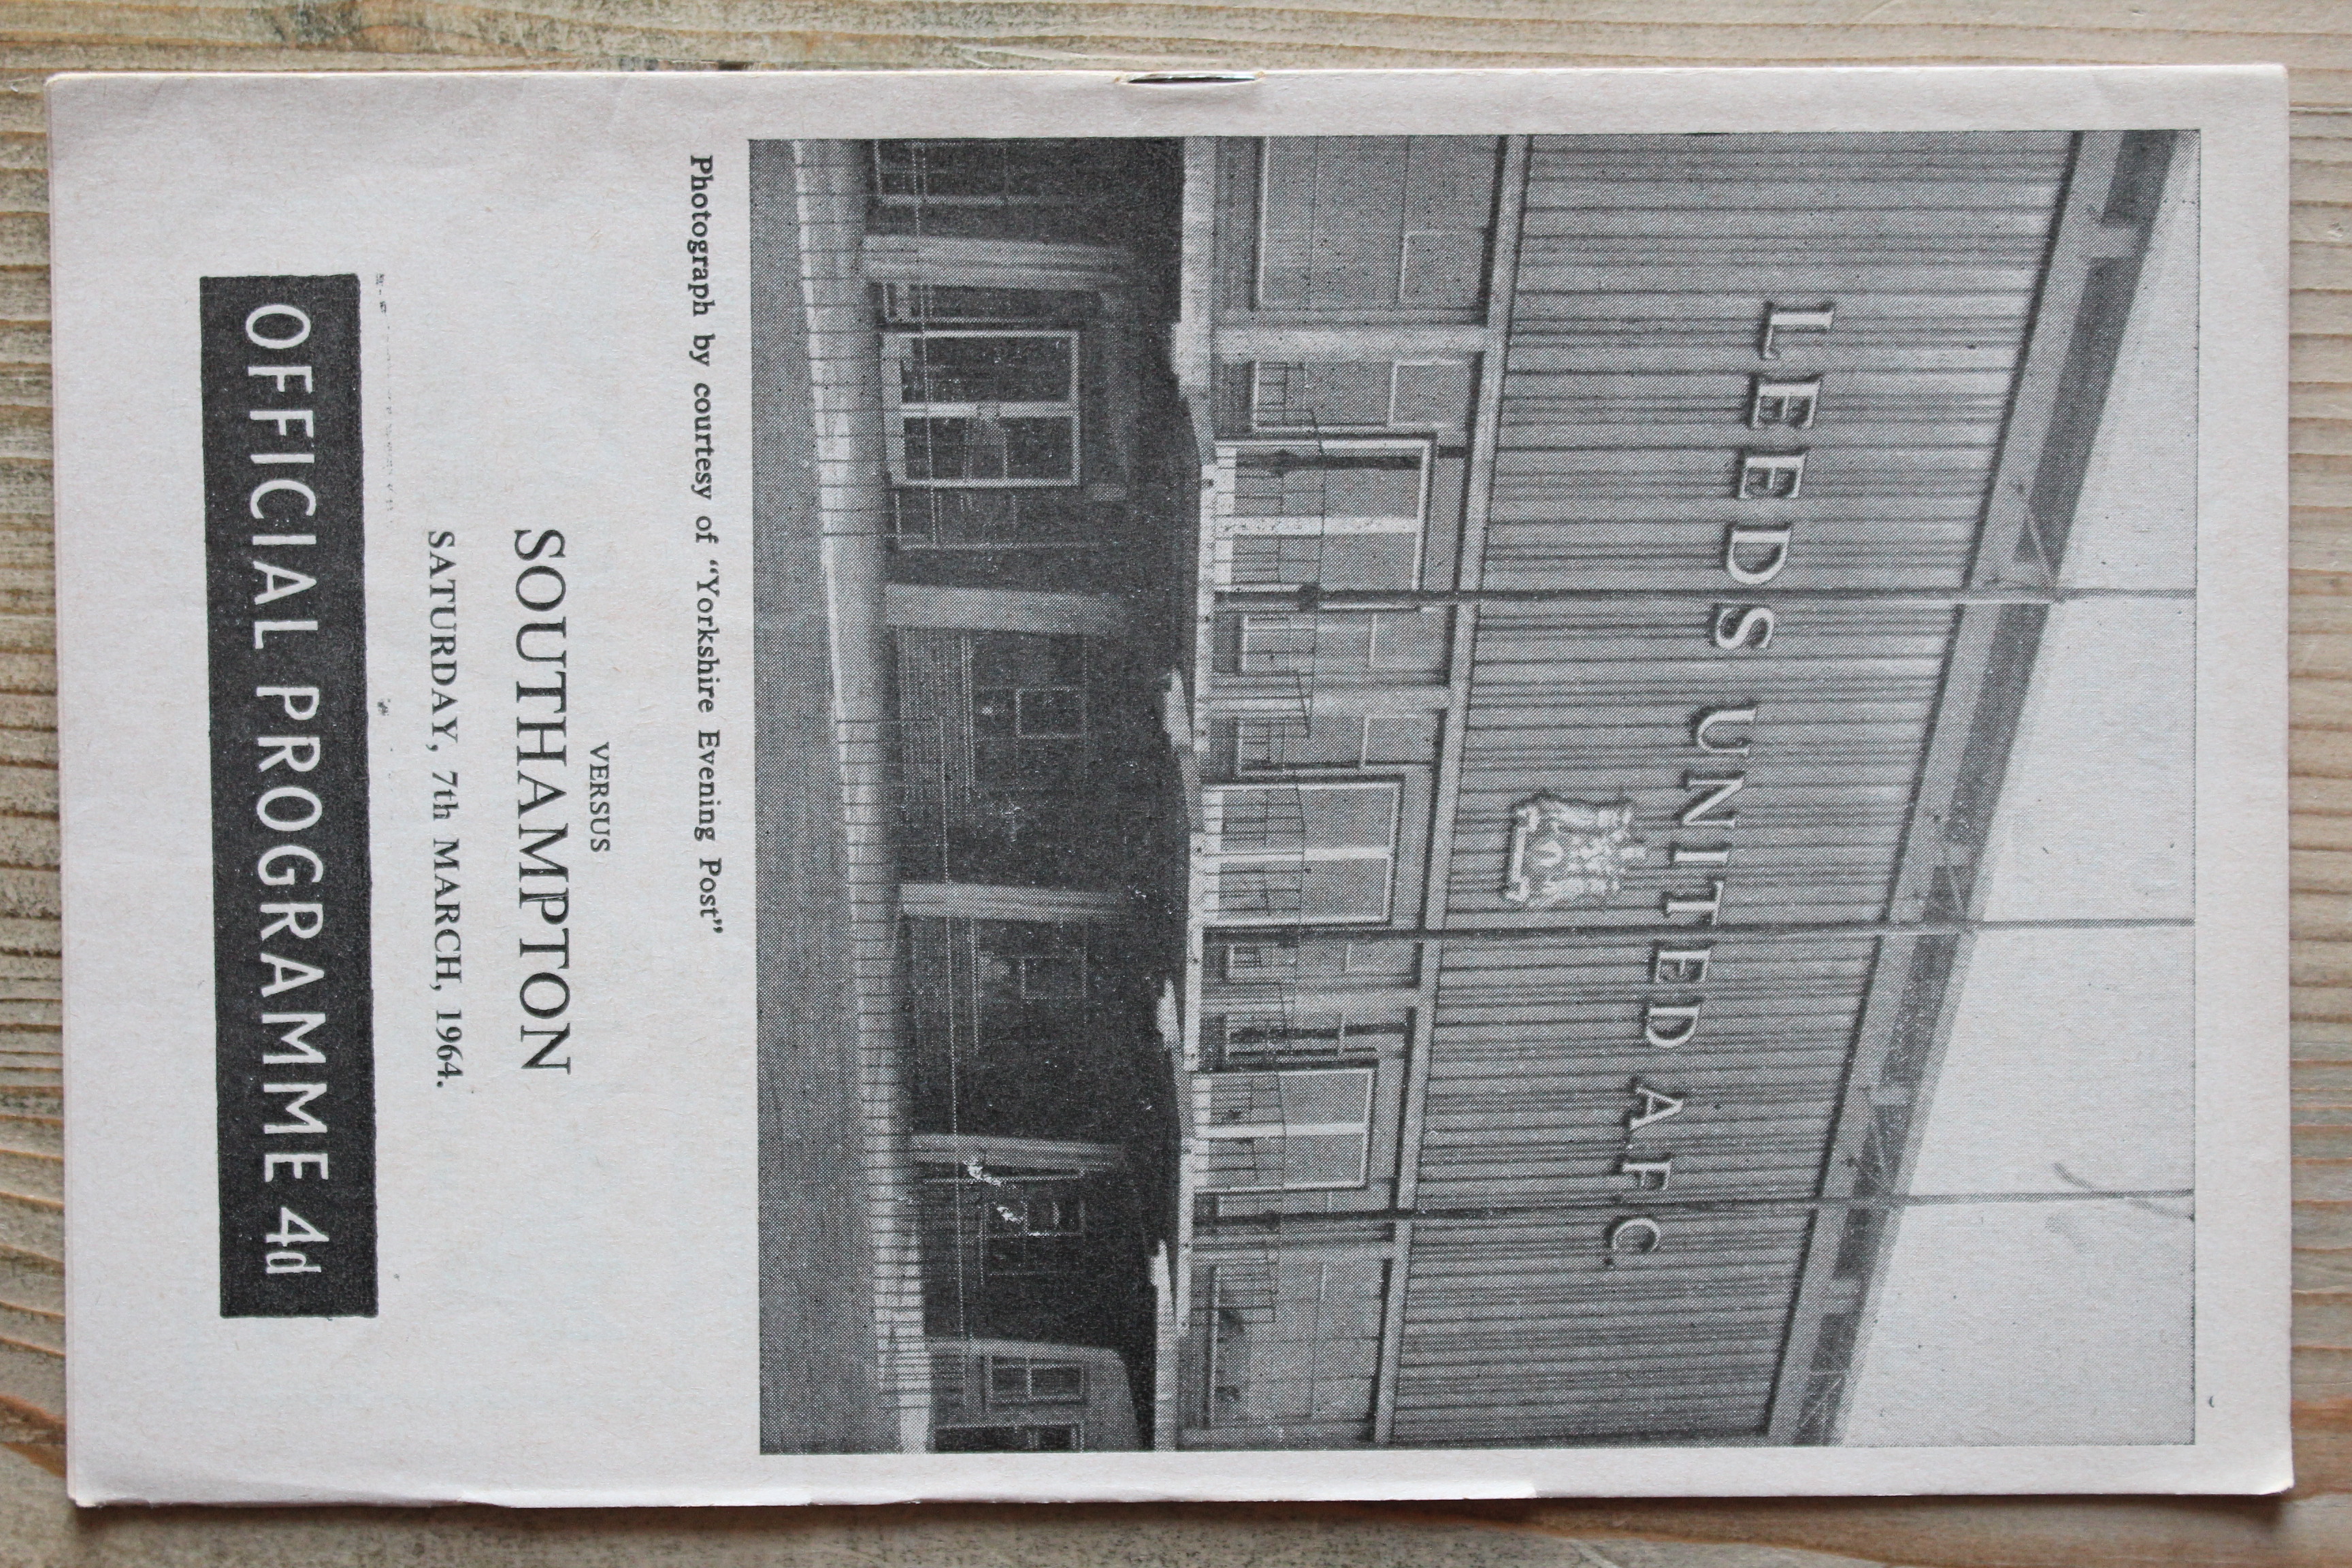 LEEDS UNITED A F C
Photograph by courtesy of "Yorkshire Evening Post"
VERSUS
SOUTHAMPTON
SATURDAY, 7th MARCH, 1964.
OFFICIAL PROGRAMME 4d